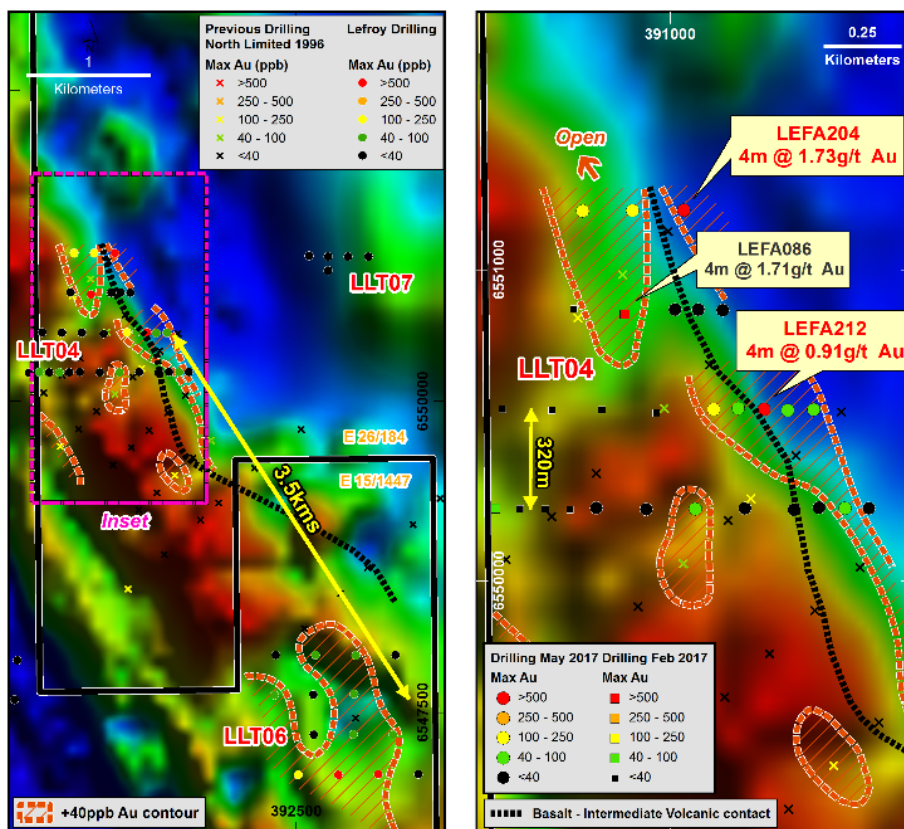 Previous Drilling
North Limited 1996
Max Au (ppb)
>500
250 - 500
100 - 250
40 - 100
<40
Lefroy Drilling
Max Au (ppb)
>500
250 - 500
100 - 250
40 - 100
<40
1
Kilometers
LLT07
LLT04
6550000
E 26/184
E 15/1447
3.5kms
Inset
LLT06
6547500
392500
+40ppb Au contour
391000
0.25
Kilometers
Open
LEFA204
4m @ 1.73g/t Au
LEFA086
4m @ 1.71g/t Au
6551000
LEFA212
4m @ 0.91g/t Au
LLT04
320m
6550000
Drilling May 2017
Max Au
>500
250 - 500
100 - 250
40 - 100
<40
Drilling Feb 2017
Max Au
>500
250 - 500
100 - 250
40 - 100
<40
Basalt - Intermediate Volcanic contact